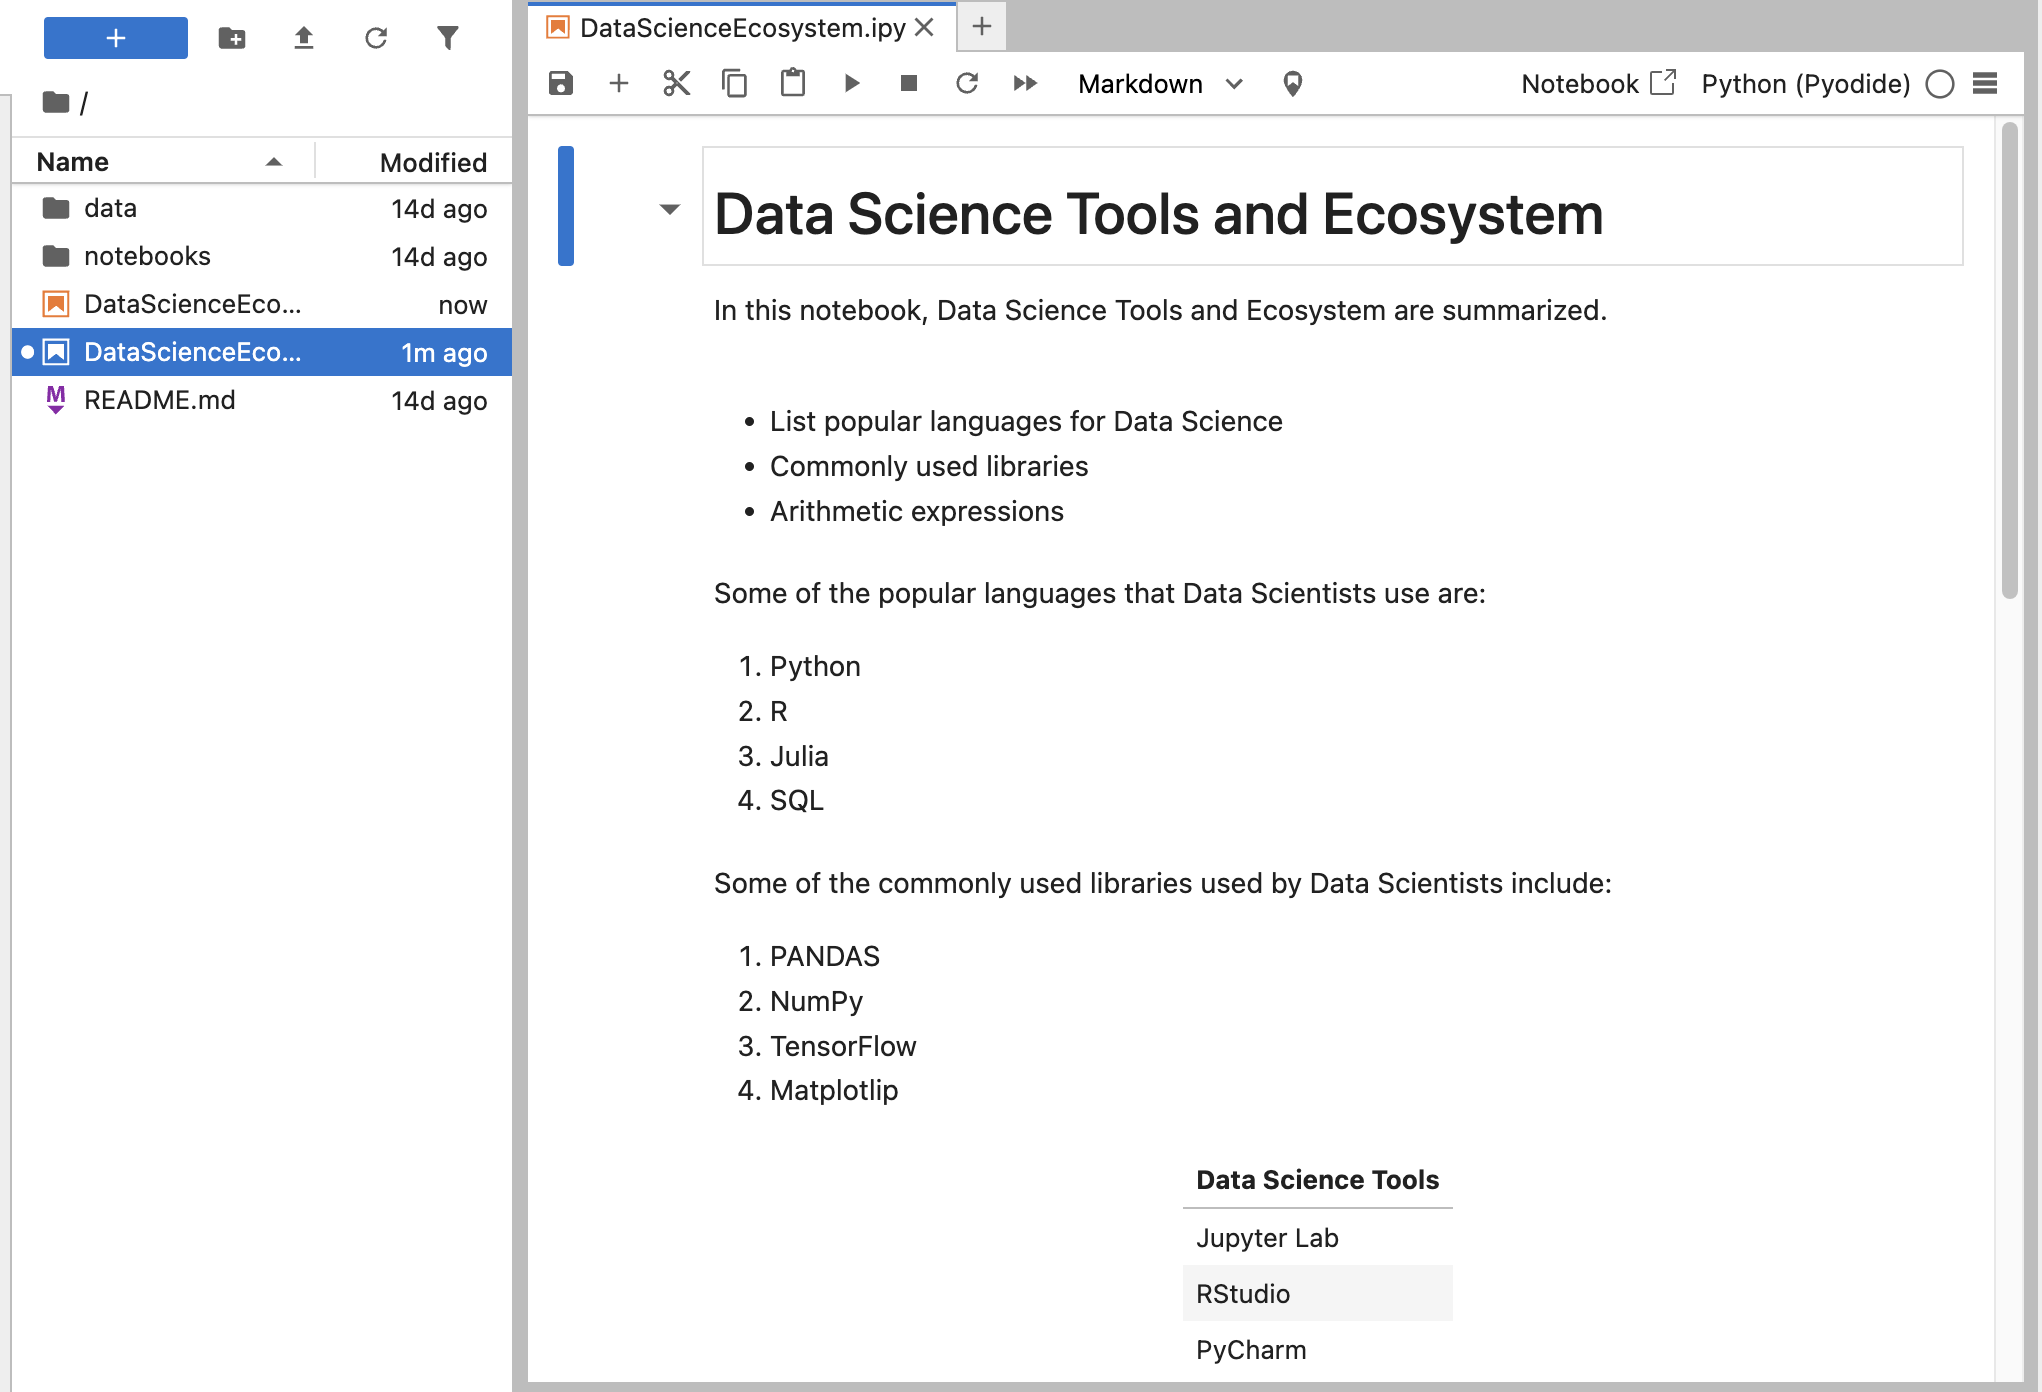 /
Name Modified
data 14d ago
notebooks 14d ago
DataScienceEco... now
DataScienceEco... 1m ago
README.md 14d ago
DataScienceEcosystem.ipy
Markdown Notebook Python (Pyodide)
Data Science Tools and Ecosystem
In this notebook, Data Science Tools and Ecosystem are summarized.
• List popular languages for Data Science
• Commonly used libraries
• Arithmetic expressions
Some of the popular languages that Data Scientists use are:
1. Python
2. R
3. Julia
4. SQL
Some of the commonly used libraries used by Data Scientists include:
1. PANDAS
2. NumPy
3. TensorFlow
4. Matplotlip
Data Science Tools
Jupyter Lab
RStudio
PyCharm